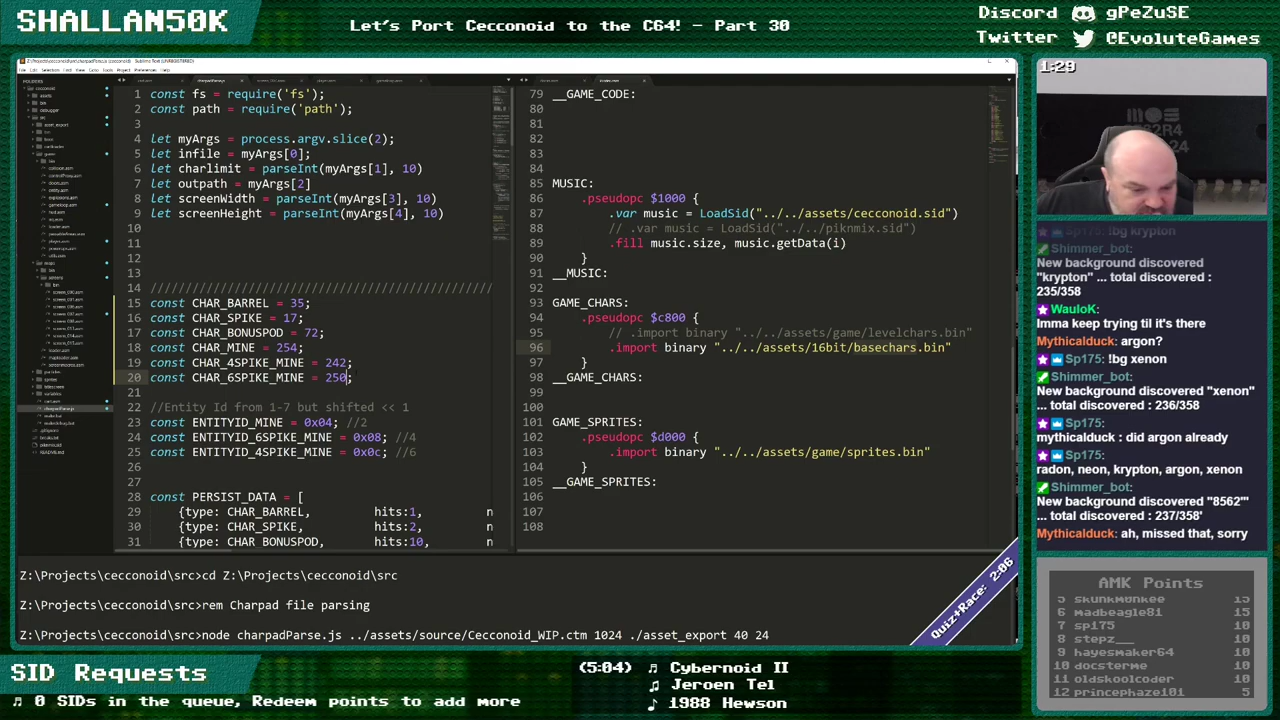 SHALLAN50K
Let's Port Cecconoid to the C64! - Part 30
Discord gPeZuSE
Twitter @EvoluteGames
1 const fs = require('fs');
2 const path = require('path');
3
4 let myArgs = process.argv.slice(2);
5 let infile = myArgs[0];
6 let charlimit = parseInt(myArgs[1], 10)
7 let outpath = myArgs[2]
8 let screenWidth = parseInt(myArgs[3], 10)
9 let screenHeight = parseInt(myArgs[4], 10)
10
11
12
13
14 /////////////////////////////////////////
15 const CHAR_BARREL = 35;
16 const CHAR_SPIKE = 17;
17 const CHAR_BONUSPOD = 72;
18 const CHAR_MINE = 254;
19 const CHAR_4SPIKE_MINE = 242;
20 const CHAR_6SPIKE_MINE = 250;
21
22 //Entity Id from 1-7 but shifted << 1
23 const ENTITYID_MINE = 0x04; //2
24 const ENTITYID_6SPIKE_MINE = 0x08; //4
25 const ENTITYID_4SPIKE_MINE = 0x0c; //6
26
27
28 const PERSIST_DATA = [
29 {type: CHAR_BARREL, hits:1, n
30 {type: CHAR_SPIKE, hits:2, n
31 {type: CHAR_BONUSPOD, hits:10, n
79 __GAME_CODE:
80
81
82
83
84
85 MUSIC:
86 .pseudopc $1000 {
87 .var music = LoadSid("../../assets/cecconoid.sid")
88 // .var music = LoadSid("../../piknmix.sid")
89 .fill music.size, music.getData(i)
90 }
91 __MUSIC:
92
93 GAME_CHARS:
94 .pseudopc $c800 {
95 // .import binary "../../assets/game/levelchars.bin"
96 .import binary "../../assets/16bit/basechars.bin"
97 }
98 __GAME_CHARS:
99
100
101 GAME_SPRITES:
102 .pseudopc $d000 {
103 .import binary "../../assets/game/sprites.bin"
104 }
105 __GAME_SPRITES:
106
107
108
Z:\Projects\cecconoid\src>cd Z:\Projects\cecconoid\src
Z:\Projects\cecconoid\src>rem Charpad file parsing
Z:\Projects\cecconoid\src>node charpadParse.js ../assets/source/Cecconoid_WIP.ctm 1024 ./asset_export 40 24
Quiz+Race: 2:06
1:29
Sp175: !bg krypton
Shimmer_bot:
New background discovered
"krypton" ... total discovered :
235/358
WauloK:
Imma keep trying til it's there
Mythicalduck: argon?
Sp175: !bg xenon
Shimmer_bot:
New background discovered
"xenon" ... total discovered :
236/358
Sp175:
mythicalduck : did argon already
Sp175:
radon, neon, krypton, argon, xenon
Shimmer_bot:
New background discovered "8562"'
... total discovered : 237/358'
Mythicalduck: ah, missed that, sorry
AMK Points
5 skunkm0nkee 15
6 madbeagle81 15
7 sp175 10
8 stepz__ 10
9 hayesmaker64 10
10 docsterme 10
11 oldskoolcoder 10
12 princephaze101 5
SID Requests
♫ 0 SIDs in the queue, Redeem points to add more
(5:04) ♫ Cybernoid II
♫ Jeroen Tel
♪ 1988 Hewson